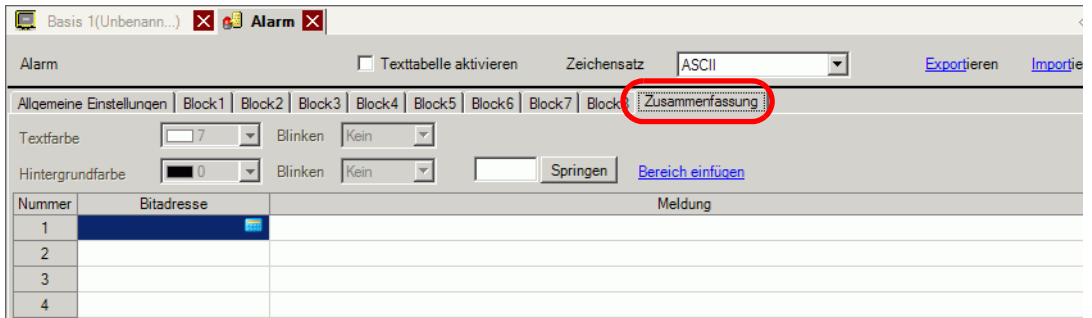 Basis 1(Unbenann...) Alarm
Alarm Texttabelle aktivieren Zeichensatz ASCII Exportieren Importie
Allgemeine Einstellungen Block1 Block2 Block3 Block4 Block5 Block6 Block7 Block Zusammenfassung
Textfarbe 7 Blinken Kein
Hintergrundfarbe 0 Blinken Kein Springen Bereich einfügen
Nummer Bitadresse Meldung
1
2
3
4